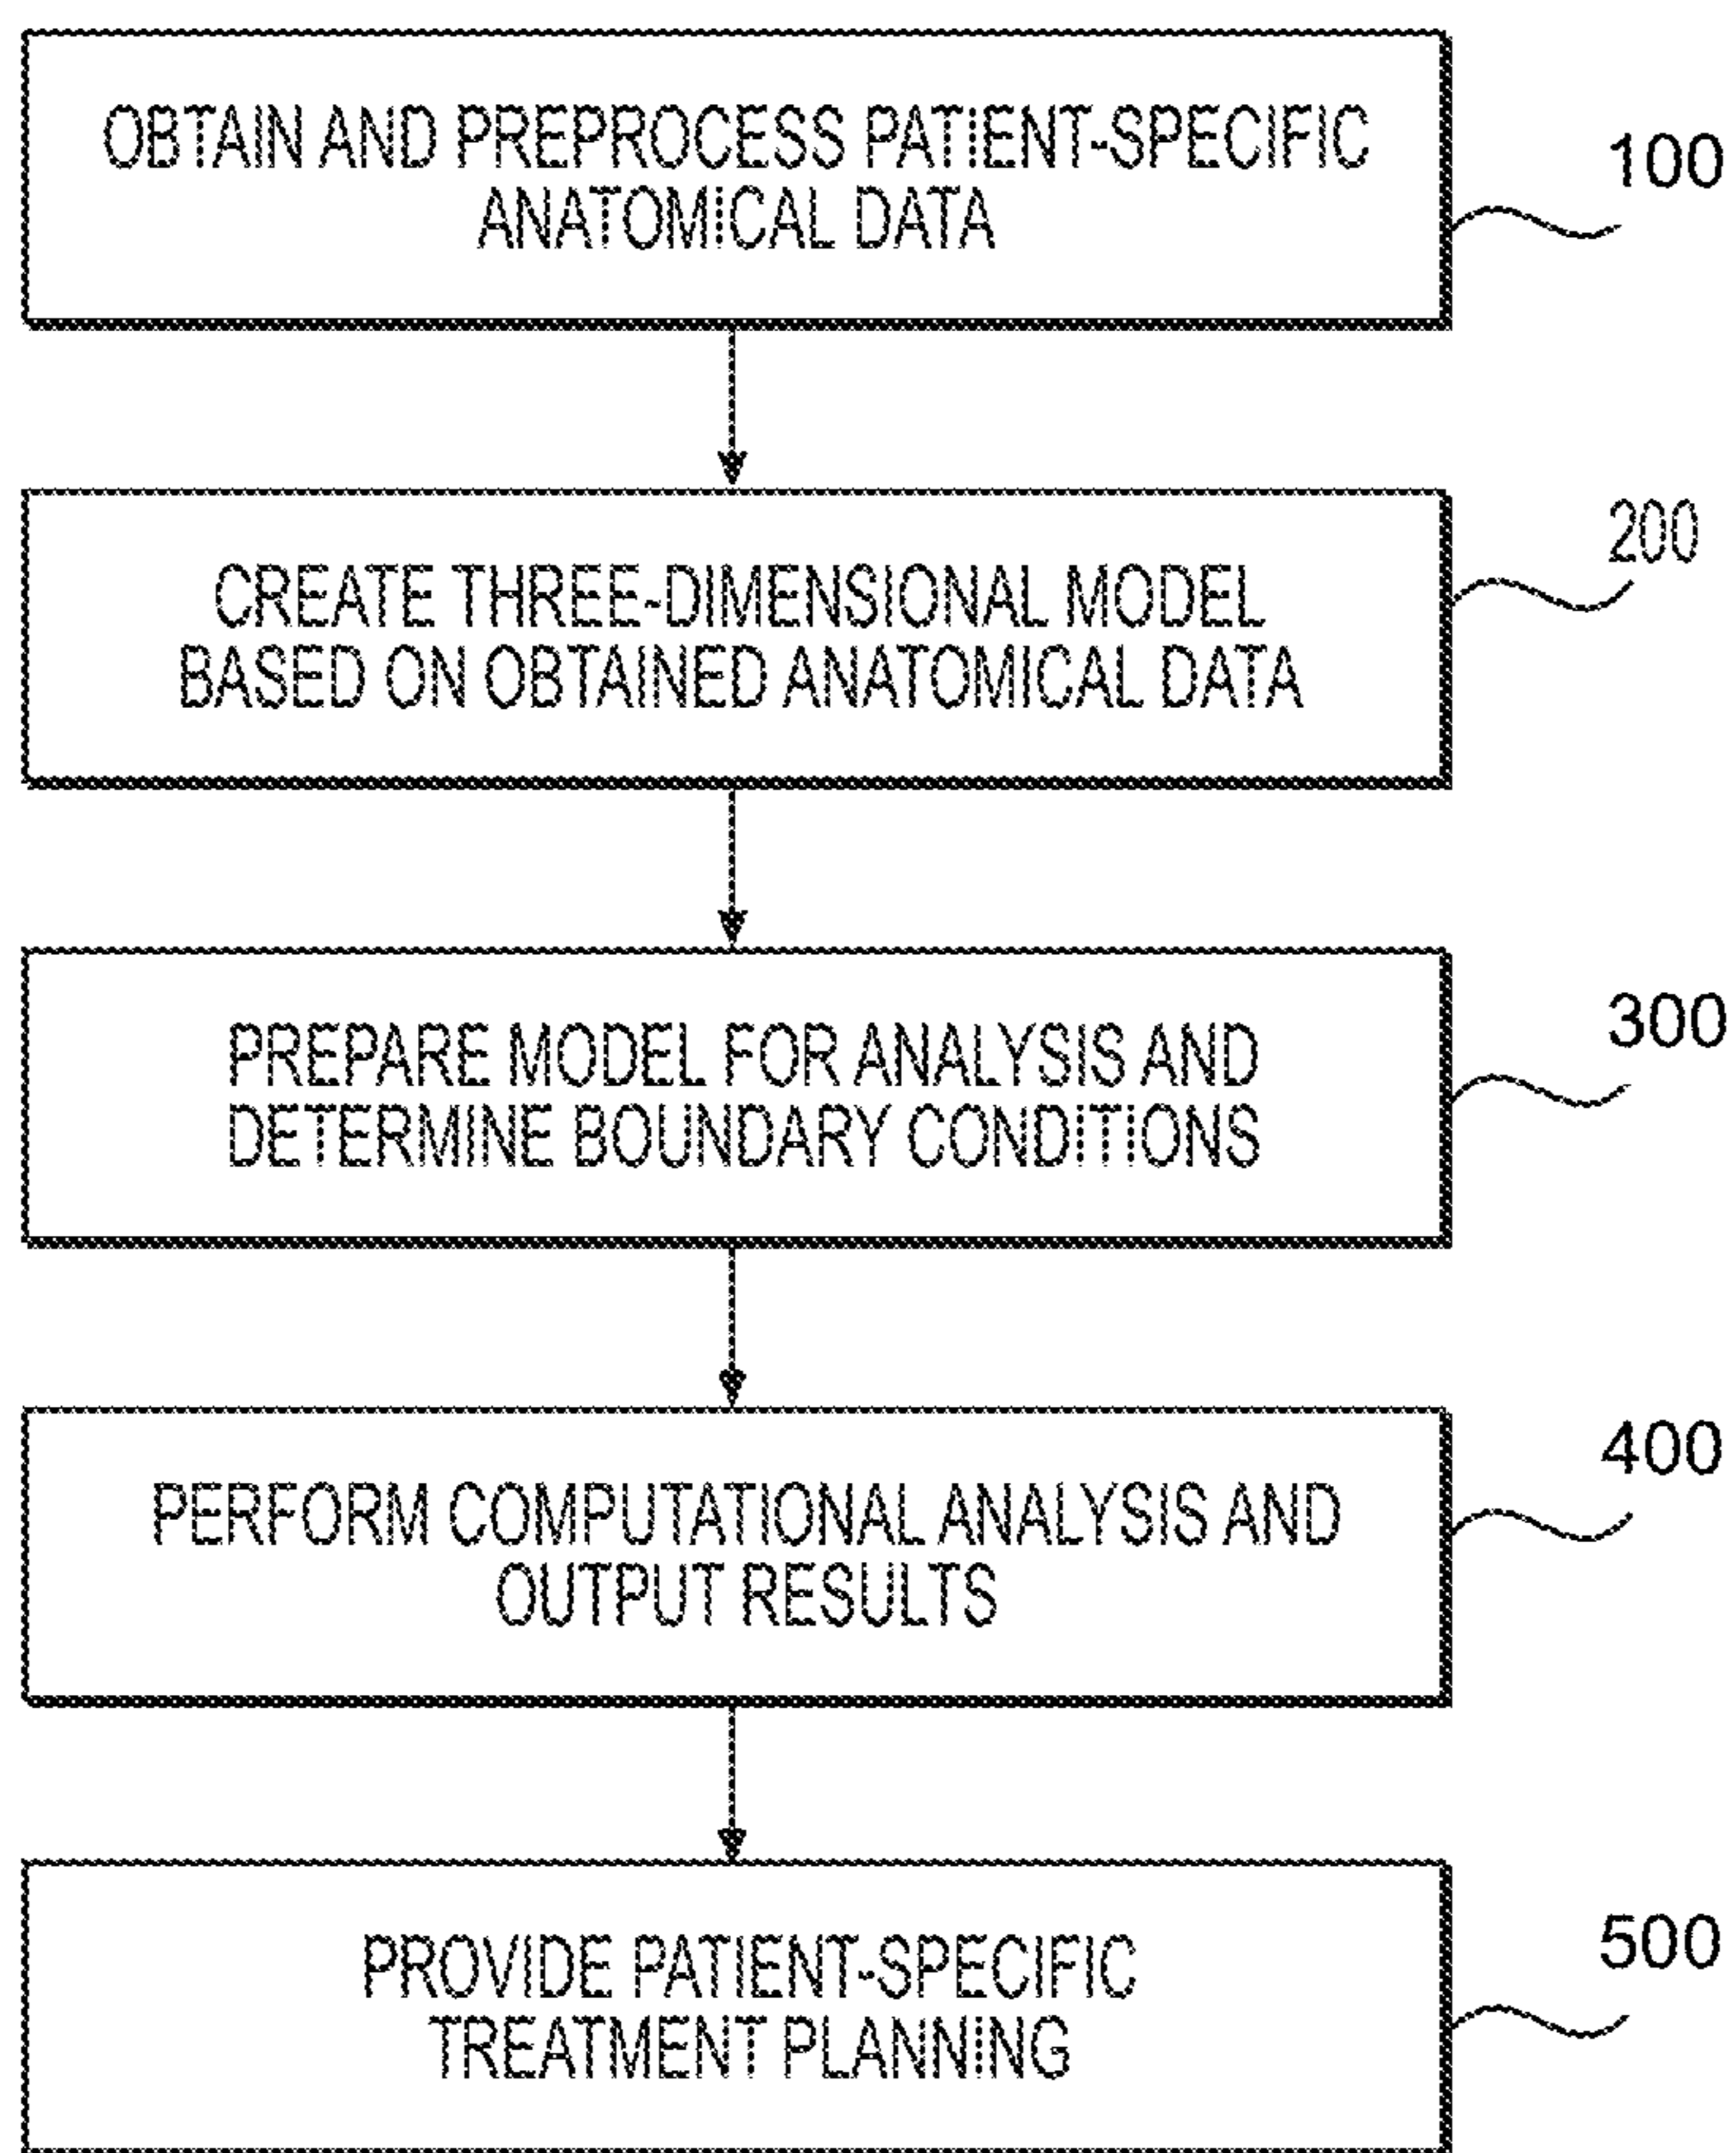 OBTAIN AND PREPROCESS PATIENT-SPECIFIC
ANATOMICAL DATA
100
CREATE THREE-DIMENSIONAL MODEL
BASED ON OBTAINED ANATOMICAL DATA
200
PREPARE MODEL FOR ANALYSIS AND
DETERMINE BOUNDARY CONDITIONS
300
PERFORM COMPUTATIONAL ANALYSIS AND
OUTPUT RESULTS
400
PROVIDE PATIENT-SPECIFIC
TREATMENT PLANNING
500